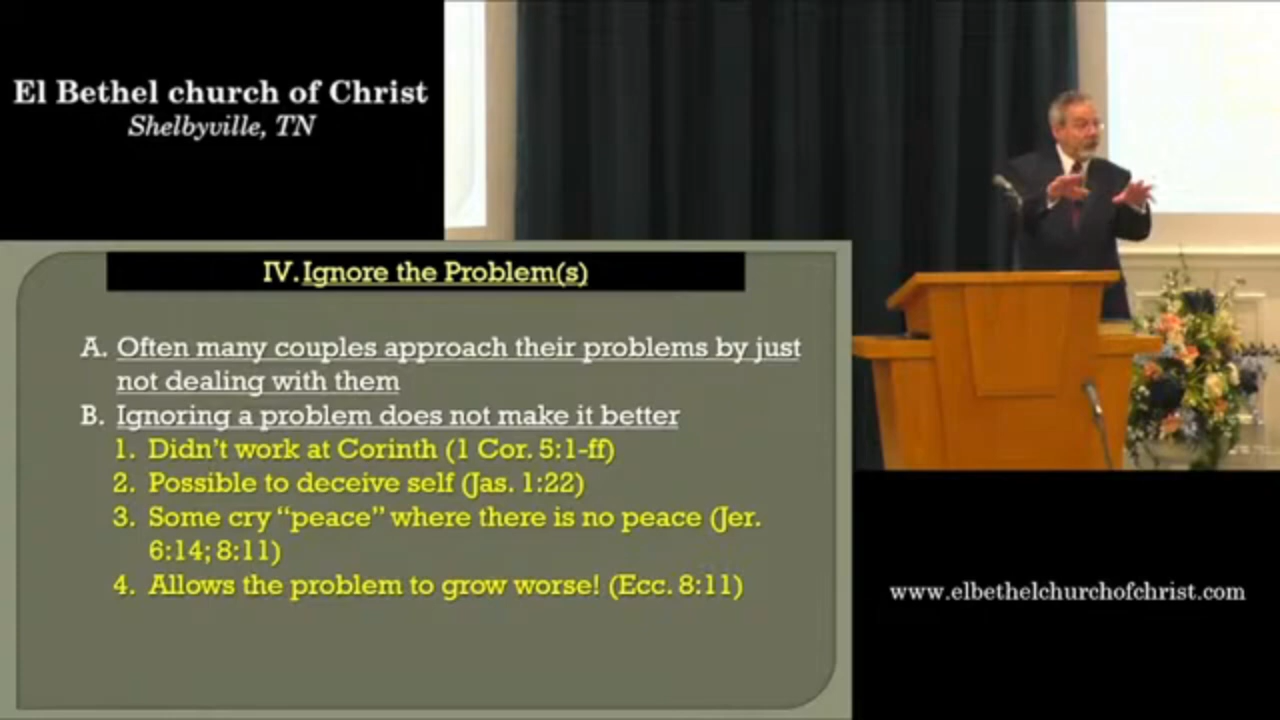 El Bethel church of Christ
Shelbyville, TN
IV. Ignore the Problem(s)
A. Often many couples approach their problems by just
not dealing with them
B. Ignoring a problem does not make it better
1. Didn't work at Corinth (1 Cor. 5:1-ff)
2. Possible to deceive self (Jas. 1:22)
3. Some cry “peace” where there is no peace (Jer.
6:14; 8:11)
4. Allows the problem to grow worse! (Ecc. 8:11)
www.elbethelchurchofchrist.com